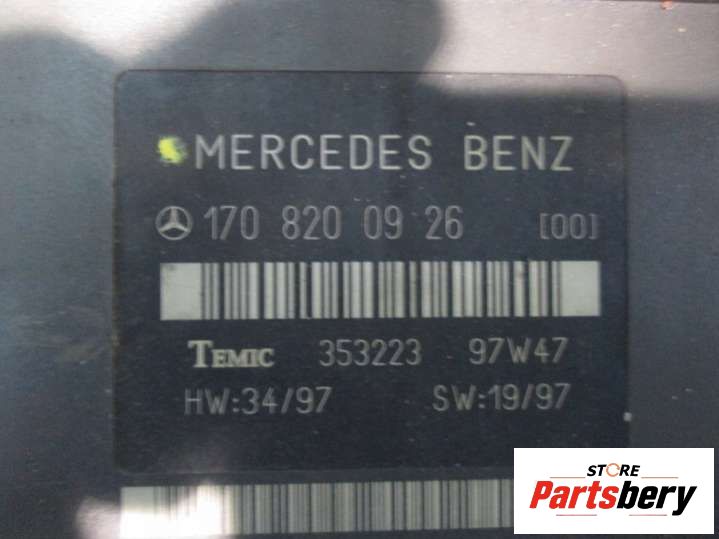 MERCEDES BENZ
170 820 09 26 [00]
TEMIC 353223 97W47
HW:34/97 SW:19/97
STORE
Partsbery